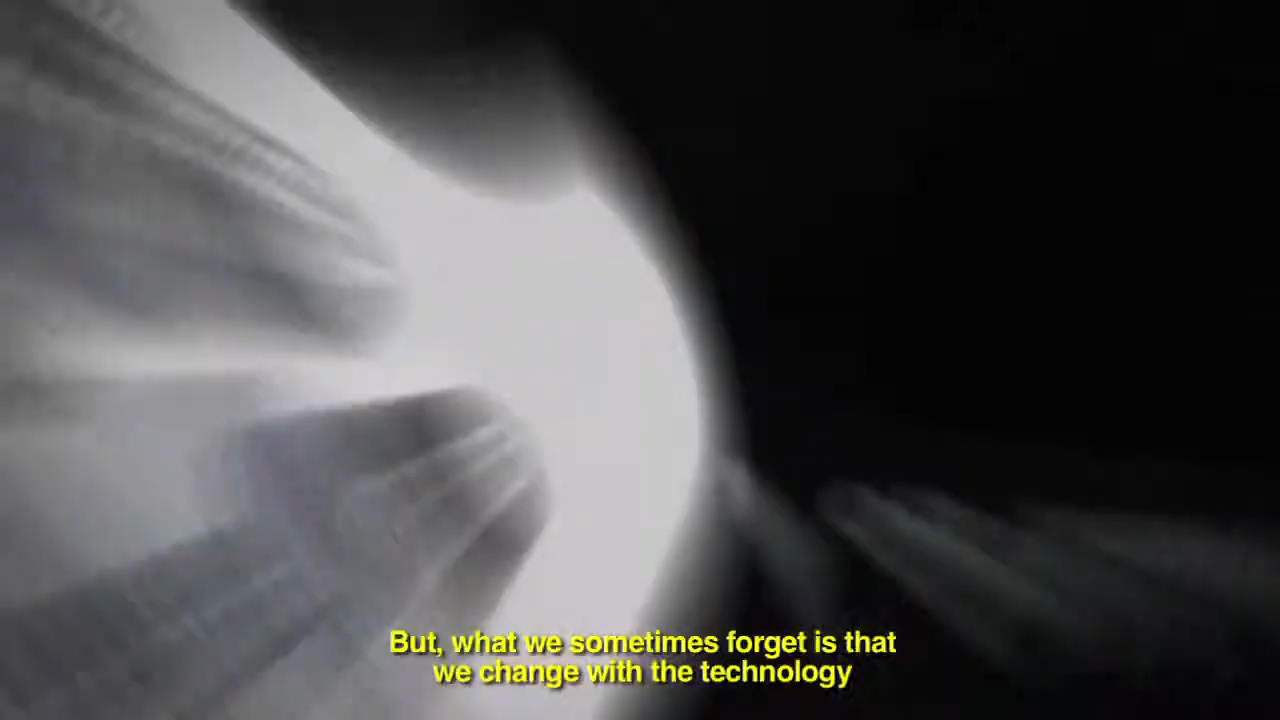 But, what we sometimes forget is that
we change with the technology